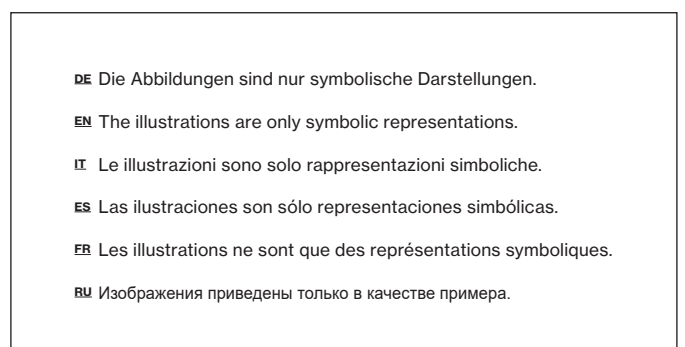 DE Die Abbildungen sind nur symbolische Darstellungen.
EN The illustrations are only symbolic representations.
IT Le illustrazioni sono solo rappresentazioni simboliche.
ES Las ilustraciones son sólo representaciones simbólicas.
FR Les illustrations ne sont que des représentations symboliques.
RU Изображения приведены только в качестве примера.